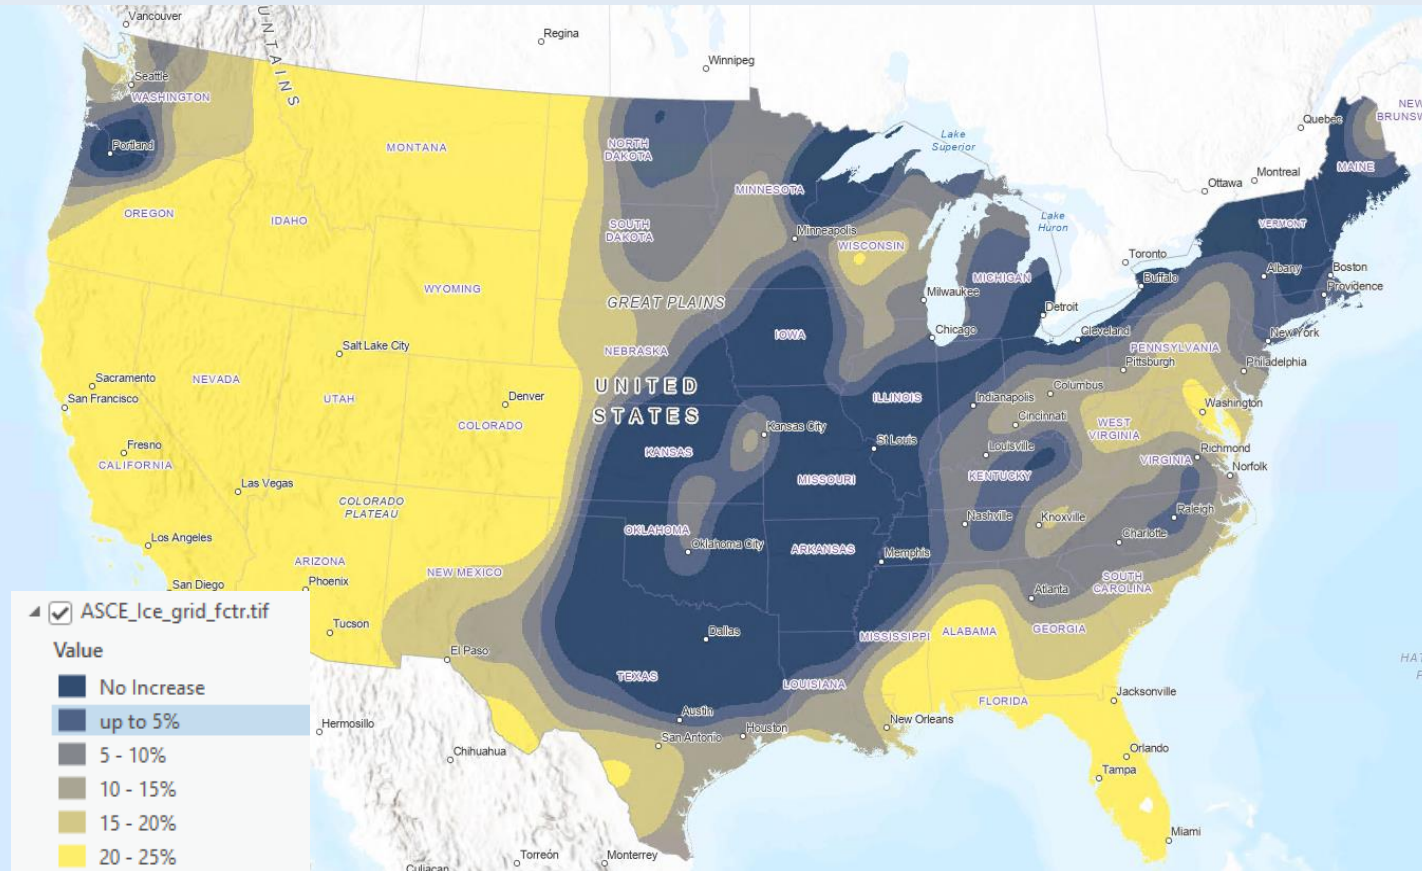 Vancouver
UNTAINS
Regina
Winnipeg
Seattle
WASHINGTON
Portland
MONTANA
NORTH
DAKOTA
MINNESOTA
Lake
Superior
Quebec
NEW
BRUNSW
MAINE
Montreal
Ottawa
OREGON
IDAHO
SOUTH
DAKOTA
Minneapolis
WISCONSIN
Lake
Huron
VERMONT
Toronto
Albany
Boston
Buffalo
Providence
MICHIGAN
WYOMING
GREAT PLAINS
Milwaukee
Detroit
Chicago
Cleveland
New York
IOWA
Salt Lake City
NEBRASKA
PENNSYLVANIA
Pittsburgh
Philadelphia
Sacramento
NEVADA
San Francisco
UTAH
Denver
UNITED
STATES
COLORADO
ILLINOIS
Indianapolis
Columbus
Cincinnati
Washington
WEST
VIRGINIA
Kansas City
St Louis
Fresno
CALIFORNIA
KANSAS
Louisville
Richmond
VIRGINIA
Norfolk
KENTUCKY
Las Vegas
MISSOURI
COLORADO
PLATEAU
Nashville
Knoxville
Raleigh
OKLAHOMA
Charlotte
Los Angeles
Oklahoma City
ARKANSAS
Memphis
ARIZONA
NEW MEXICO
San Diego
Phoenix
SOUTH
CAROLINA
Atlanta
Tucson
Dallas
MISSISSIPPI
ALABAMA
GEORGIA
El Paso
HAT
TEXAS
LOUISIANA
Jacksonville
FLORIDA
Austin
New Orleans
Houston
San Antonio
Hermosillo
Chihuahua
Orlando
Tampa
Miami
Torreón
Monterrey
Culiacan
ASCE_Ice_grid_fctr.tif
Value
No Increase
up to 5%
5 - 10%
10 - 15%
15 - 20%
20 - 25%